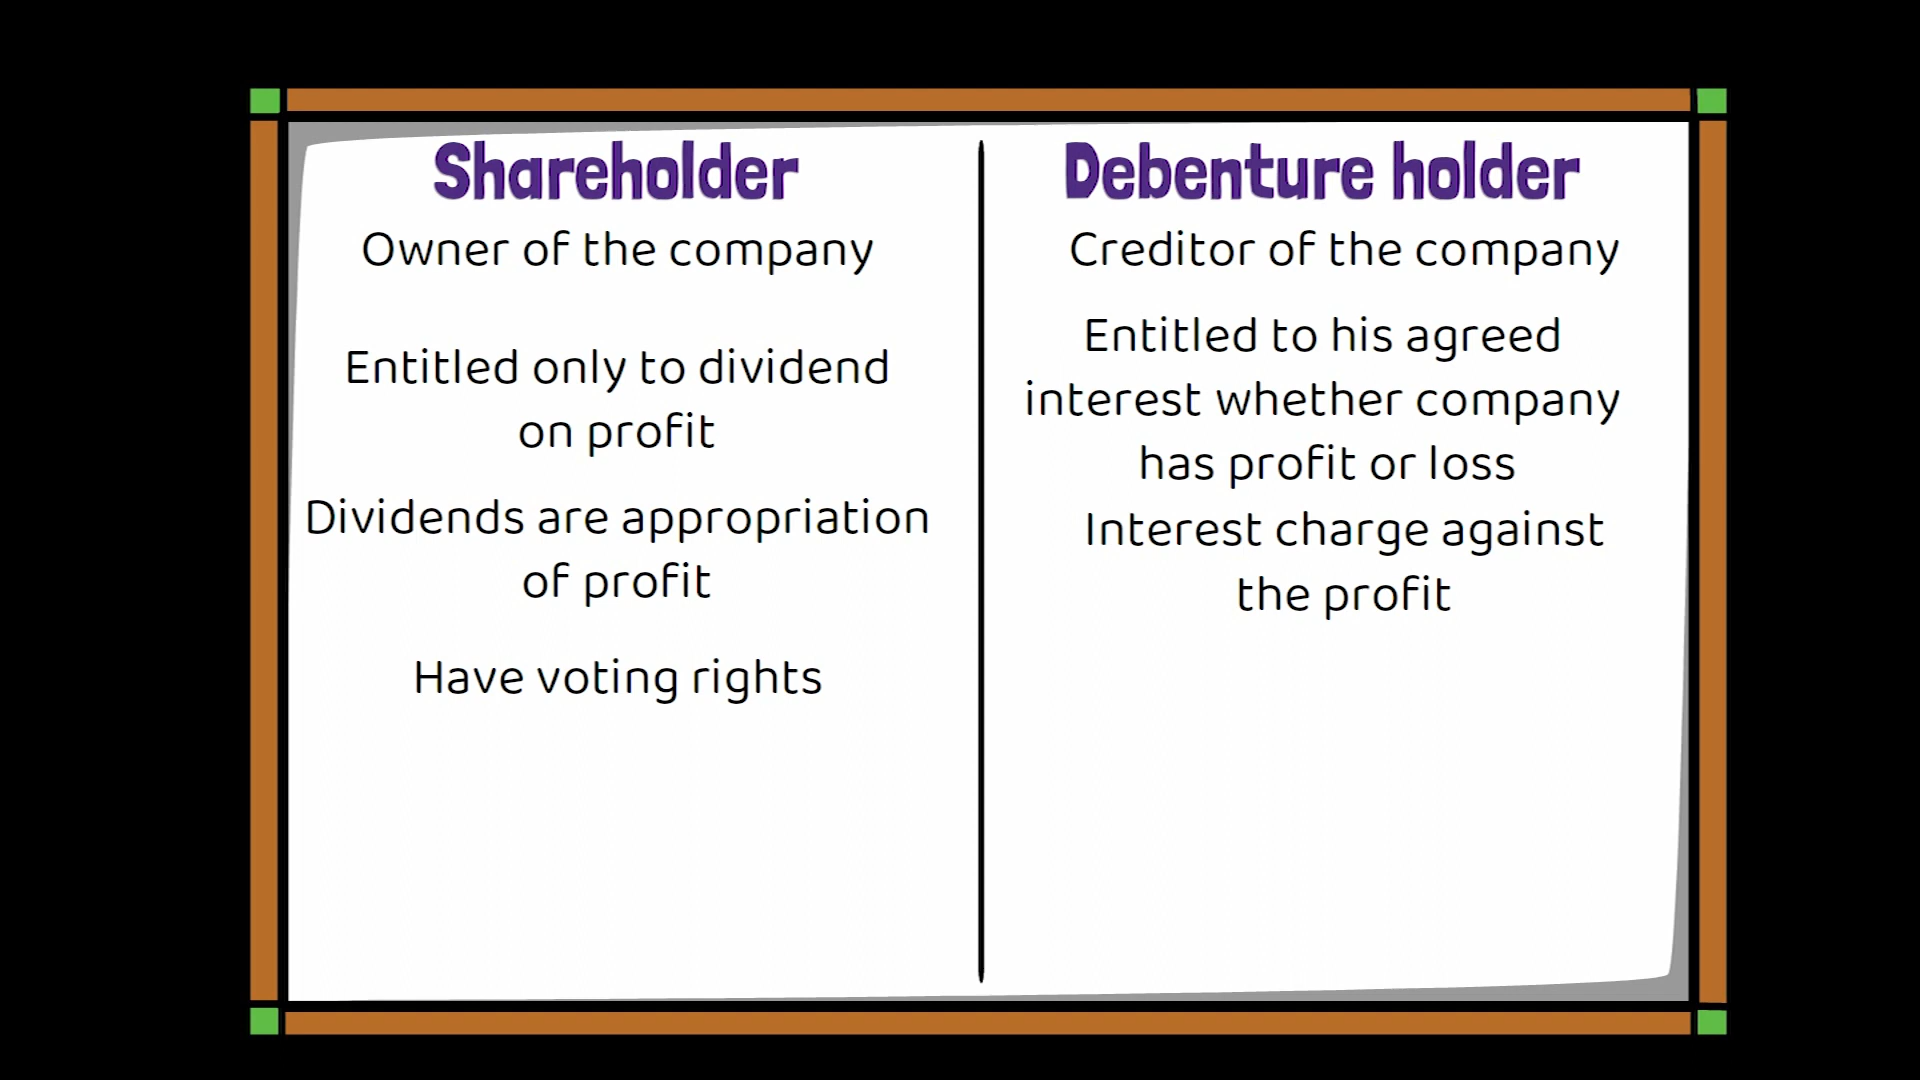 Shareholder
Owner of the company
Entitled only to dividend
on profit
Dividends are appropriation
of profit
Have voting rights
Debenture holder
Creditor of the company
Entitled to his agreed
interest whether company
has profit or loss
Interest charge against
the profit